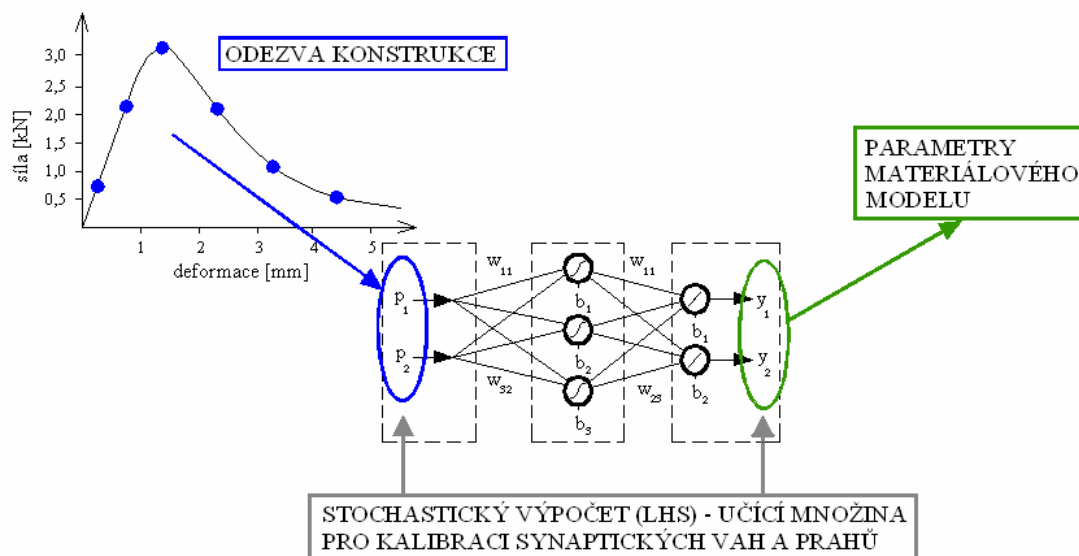 ODEZVA KONSTRUKCE
síla [kN]
3,0
2,5
2,0
1,5
1,0
0,5
1 2 3 4 5
deformace [mm]
PARAMETRY
MATERIÁLOVÉHO
MODELU
w11 w11
p1 b1 b1 y1
p2 b2 b2 y2
w32 w23
b3
STOCHASTICKÝ VÝPOČET (LHS) - UČÍCÍ MNOŽINA
PRO KALIBRACI SYNAPTICKÝCH VAH A PRAHŮ